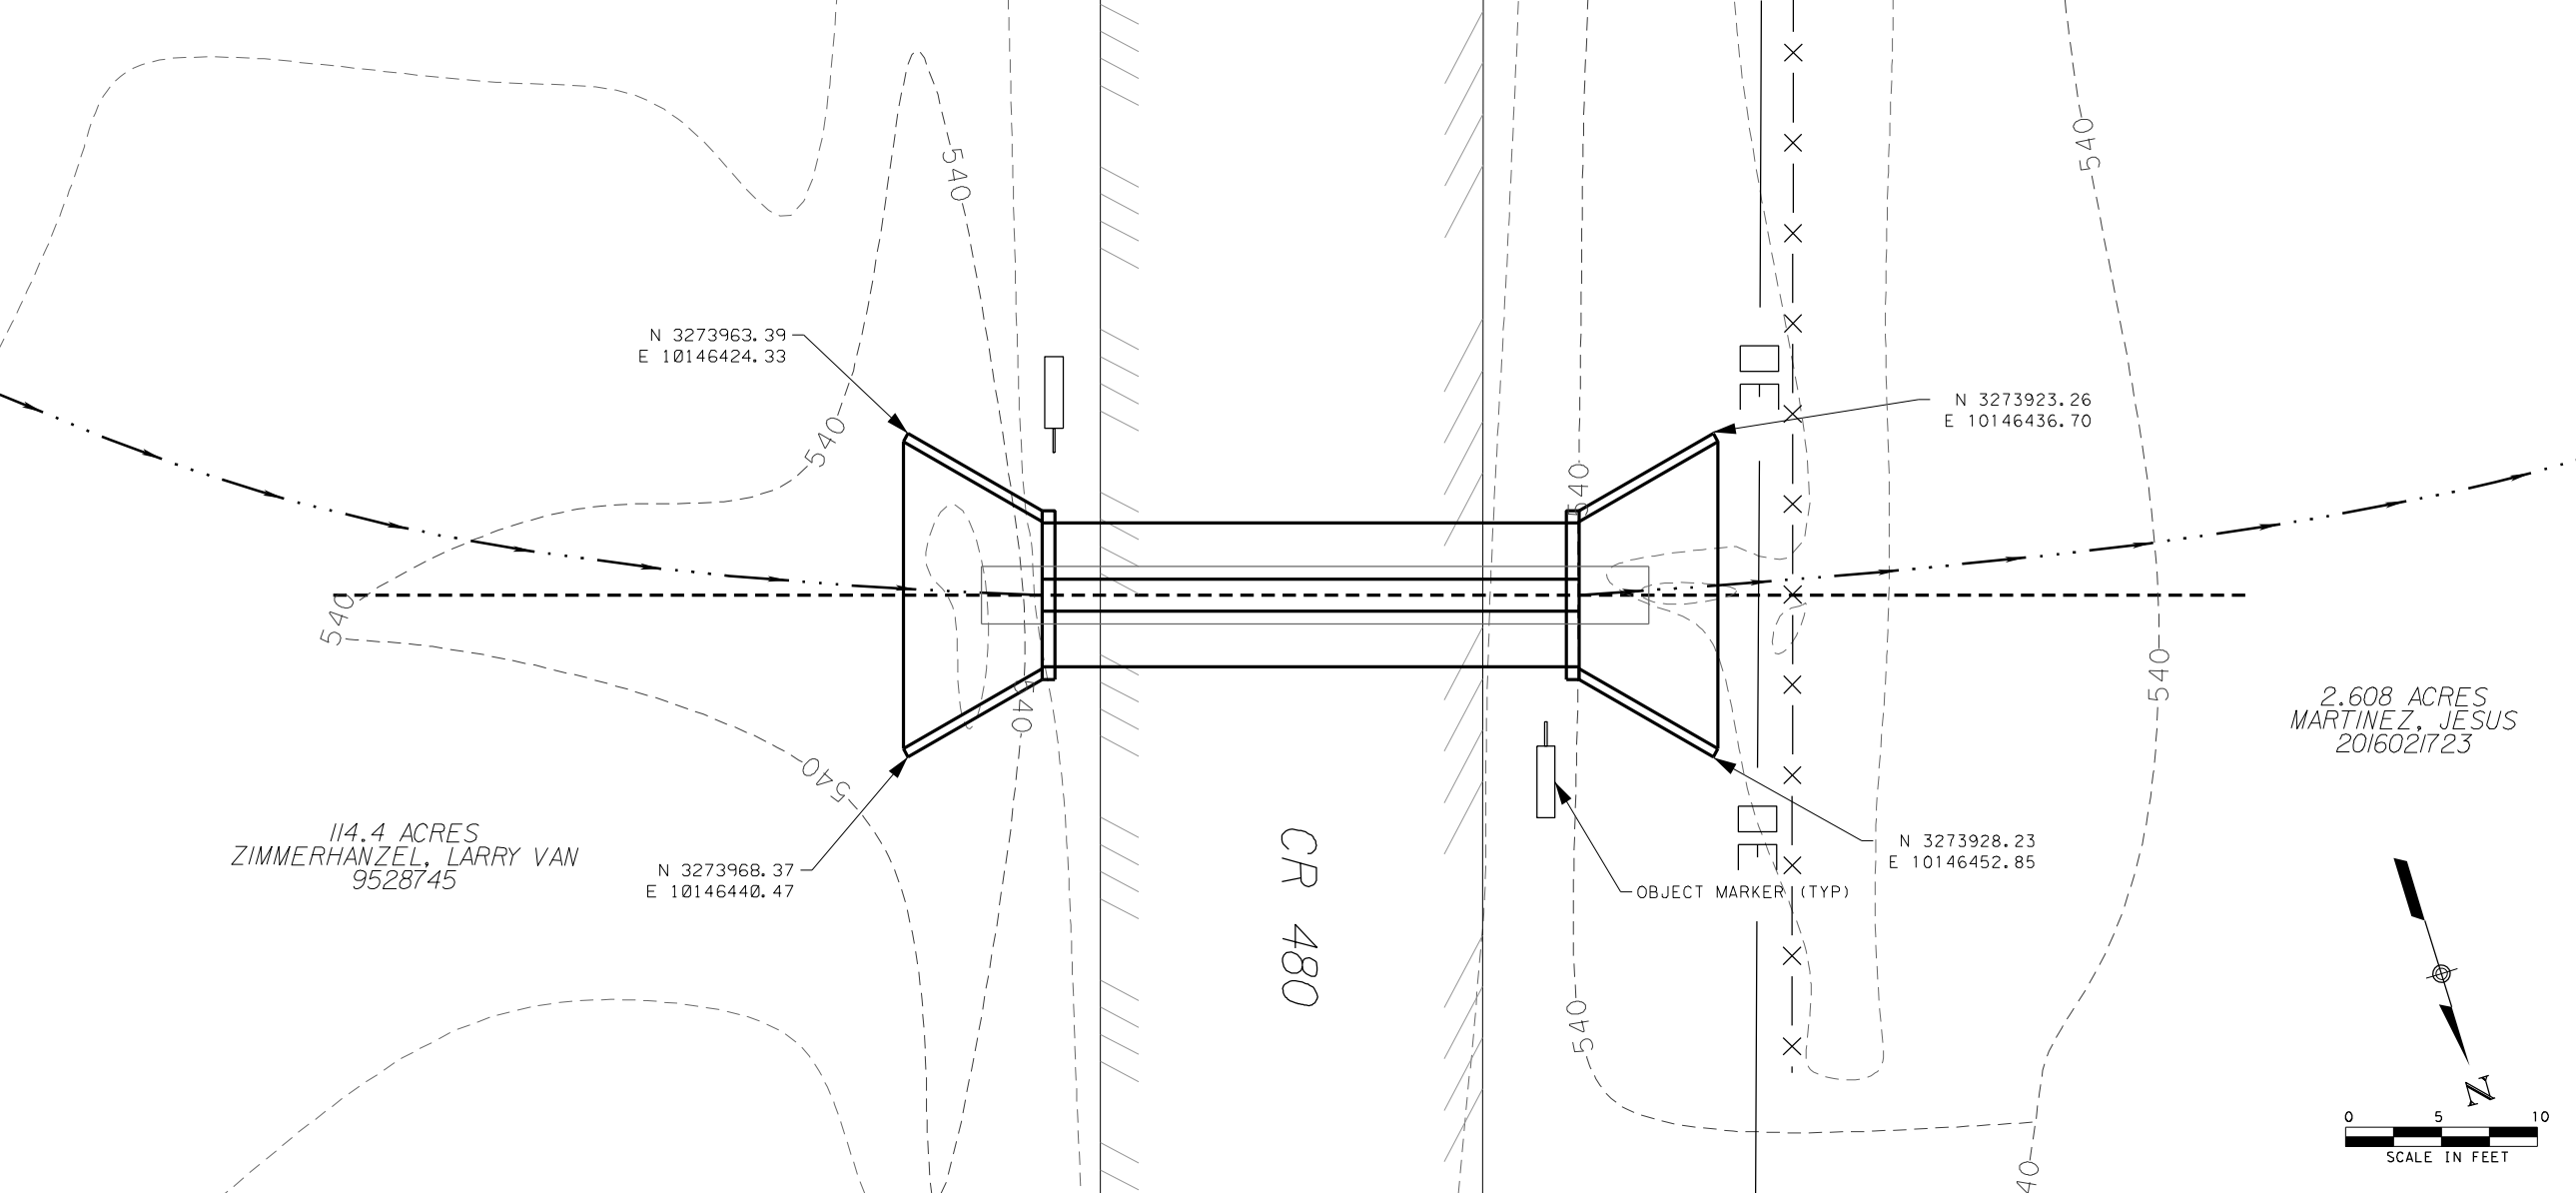 540
540
N 3273963.39
E 10146424.33
N 3273923.26
E 10146436.70
540
540
OE
540
540
540
540
2.608 ACRES
MARTINEZ, JESUS
2016021723
540
114.4 ACRES
ZIMMERHANZEL, LARRY VAN
9528745
N 3273968.37
E 10146440.47
CR 480
N 3273928.23
E 10146452.85
OE
OBJECT MARKER (TYP)
540
N
0 5 10
SCALE IN FEET
40